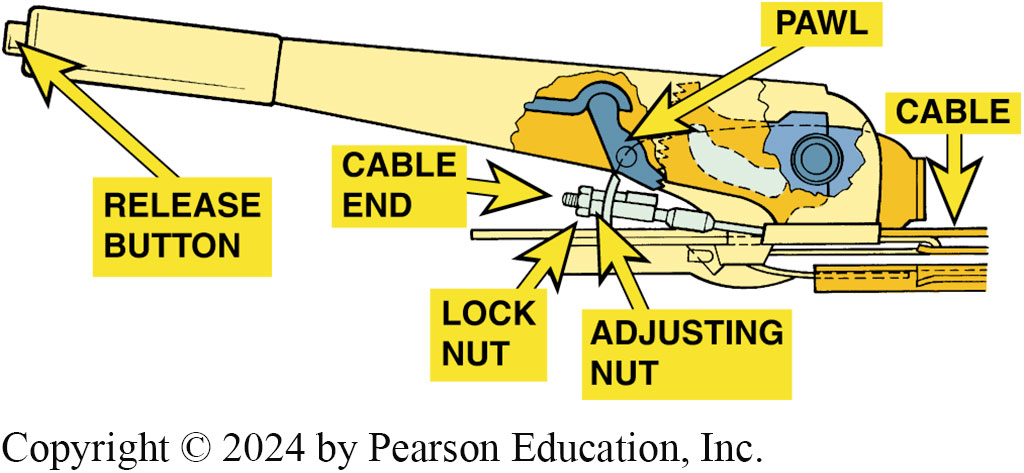 PAWL
CABLE
CABLE
END
RELEASE
BUTTON
LOCK
NUT
ADJUSTING
NUT
Copyright © 2024 by Pearson Education, Inc.